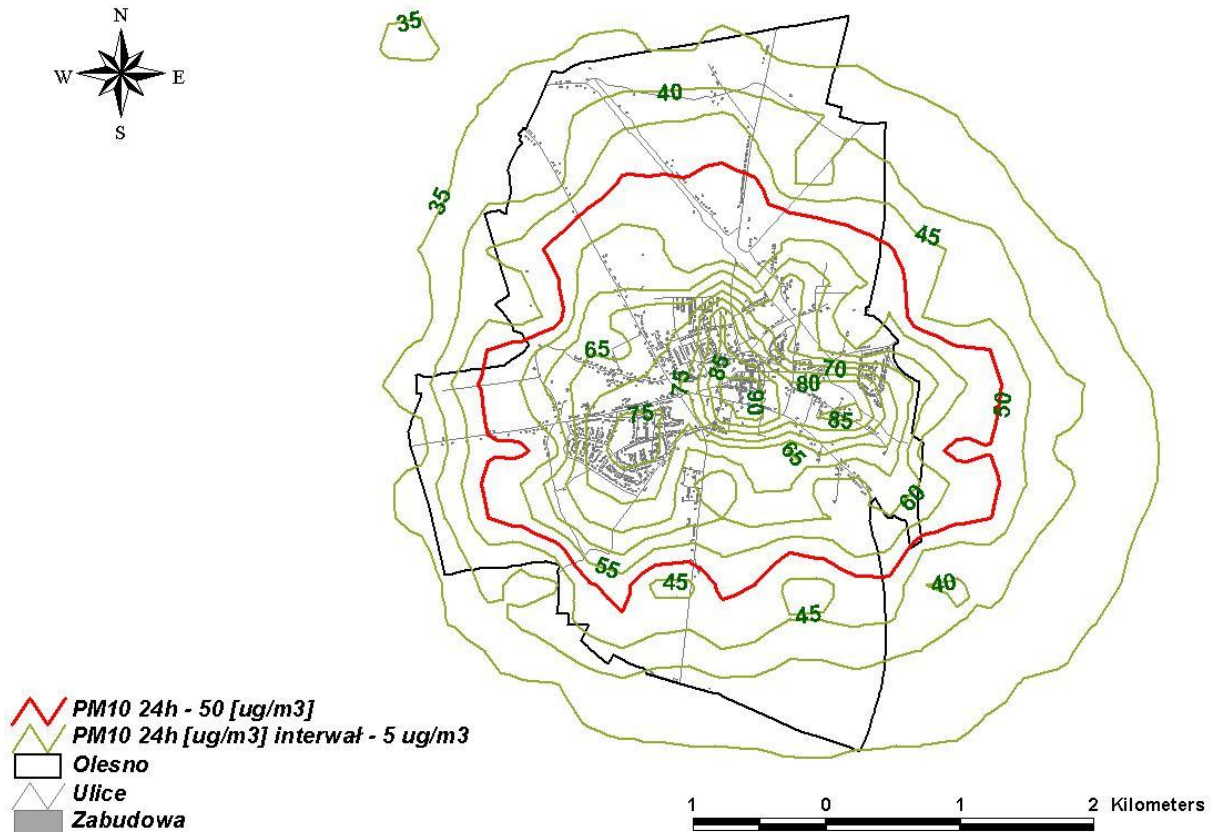 N
W E
S
35
40
35
45
65
75
85
70
80
90
75
85
50
65
60
55
45
45
40
PM10 24h - 50 [ug/m3]
PM10 24h [ug/m3] interwał - 5 ug/m3
Olesno
Ulice
Zabudowa
1 0 1 2 Kilometers